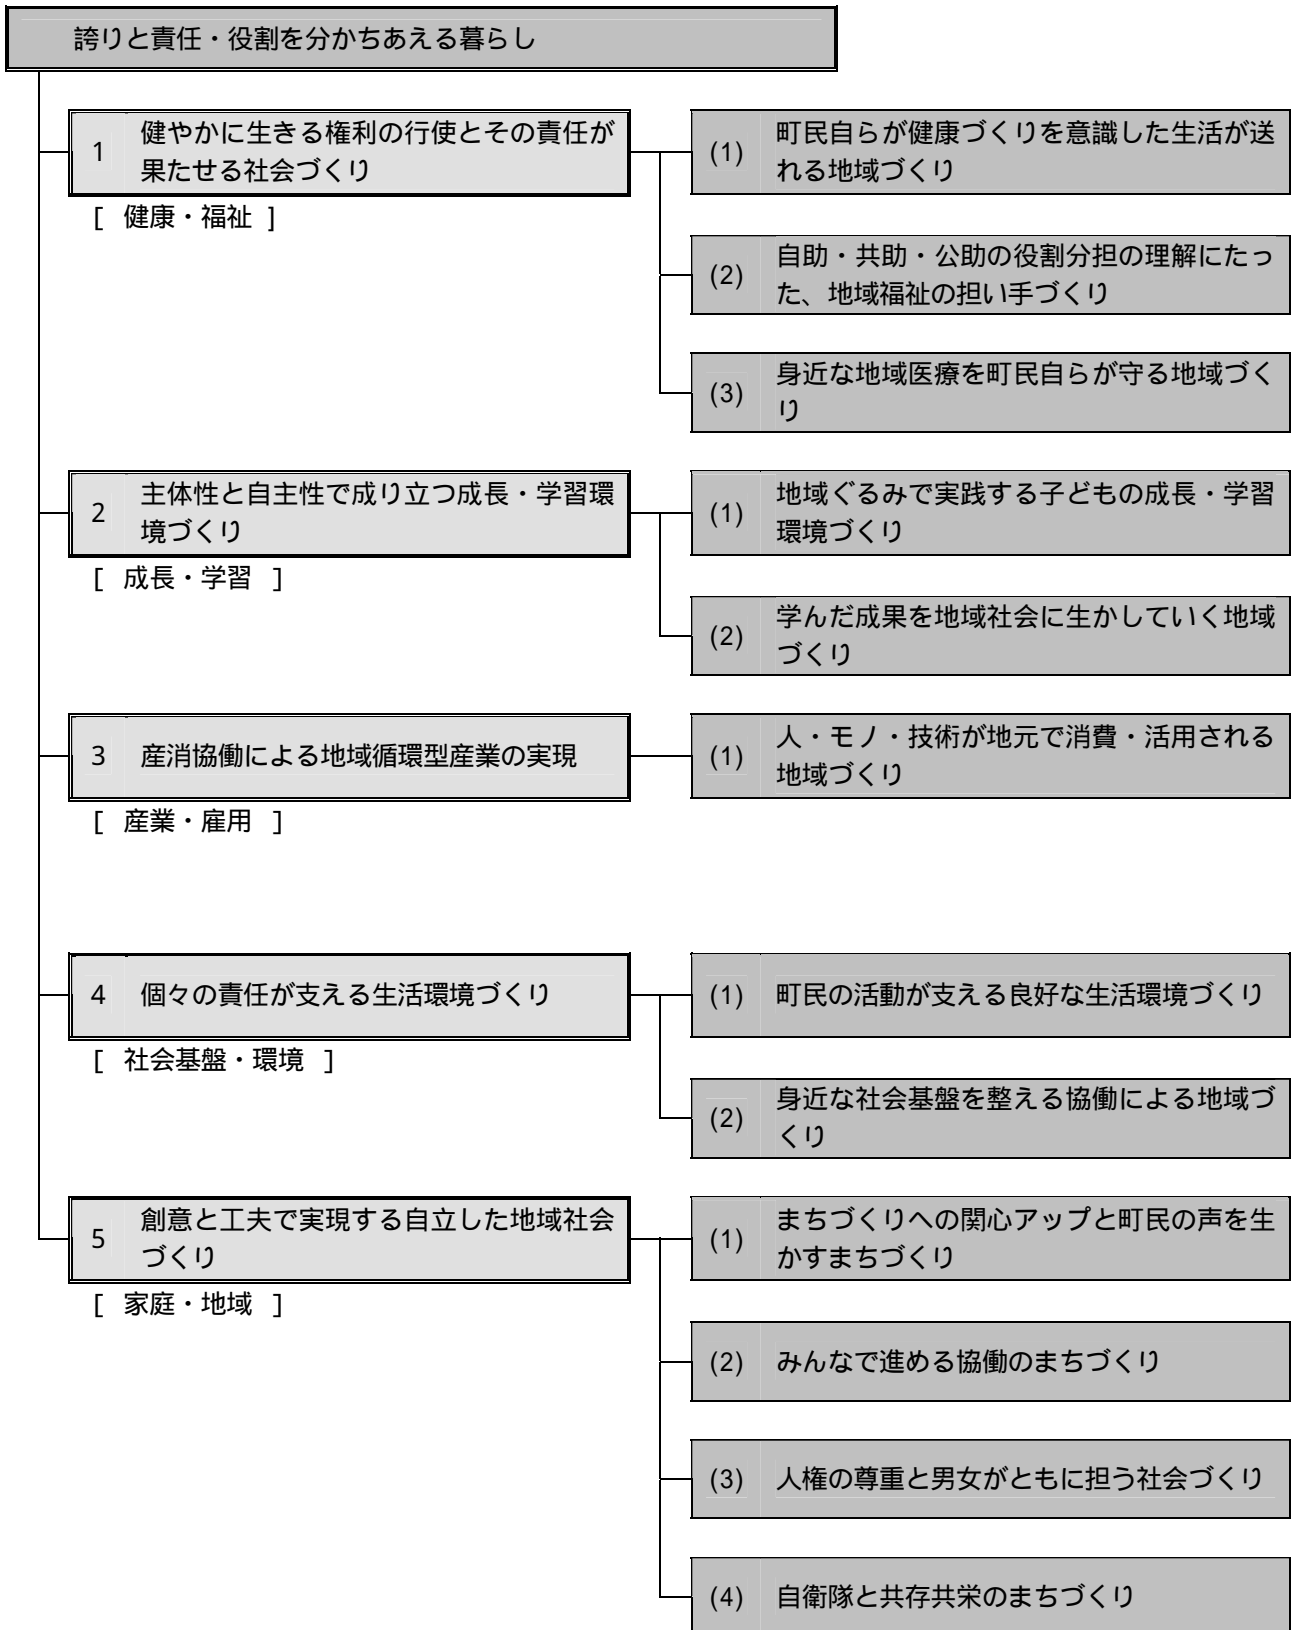 誇りと責任・役割を分かちあえる暮らし
1 健やかに生きる権利の行使とその責任が
果たせる社会づくり
[ 健康・福祉 ]
(1) 町民自らが健康づくりを意識した生活が送
れる地域づくり
(2) 自助・共助・公助の役割分担の理解にたっ
た、地域福祉の担い手づくり
(3) 身近な地域医療を町民自らが守る地域づく
り
2 主体性と自主性で成り立つ成長・学習環
境づくり
[ 成長・学習 ]
(1) 地域ぐるみで実践する子どもの成長・学習
環境づくり
(2) 学んだ成果を地域社会に生かしていく地域
づくり
3 産消協働による地域循環型産業の実現
[ 産業・雇用 ]
(1) 人・モノ・技術が地元で消費・活用される
地域づくり
4 個々の責任が支える生活環境づくり
[ 社会基盤・環境 ]
(1) 町民の活動が支える良好な生活環境づくり
(2) 身近な社会基盤を整える協働による地域づ
くり
5 創意と工夫で実現する自立した地域社会
づくり
[ 家庭・地域 ]
(1) まちづくりへの関心アップと町民の声を生
かすまちづくり
(2) みんなで進める協働のまちづくり
(3) 人権の尊重と男女がともに担う社会づくり
(4) 自衛隊と共存共栄のまちづくり